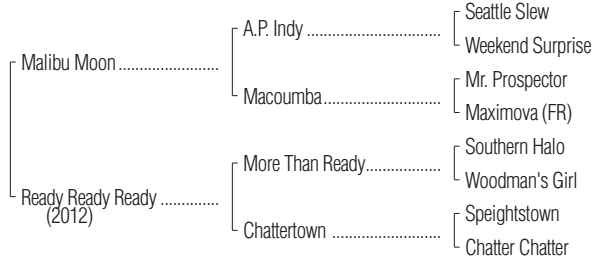 Seattle Slew
A.P. Indy ................................
Weekend Surprise
Malibu Moon ........................
Mr. Prospector
Macoumba............................
Maximova (FR)
Southern Halo
More Than Ready..................
Woodman's Girl
Ready Ready Ready ..............
(2012)
Speightstown
Chattertown ..........................
Chatter Chatter